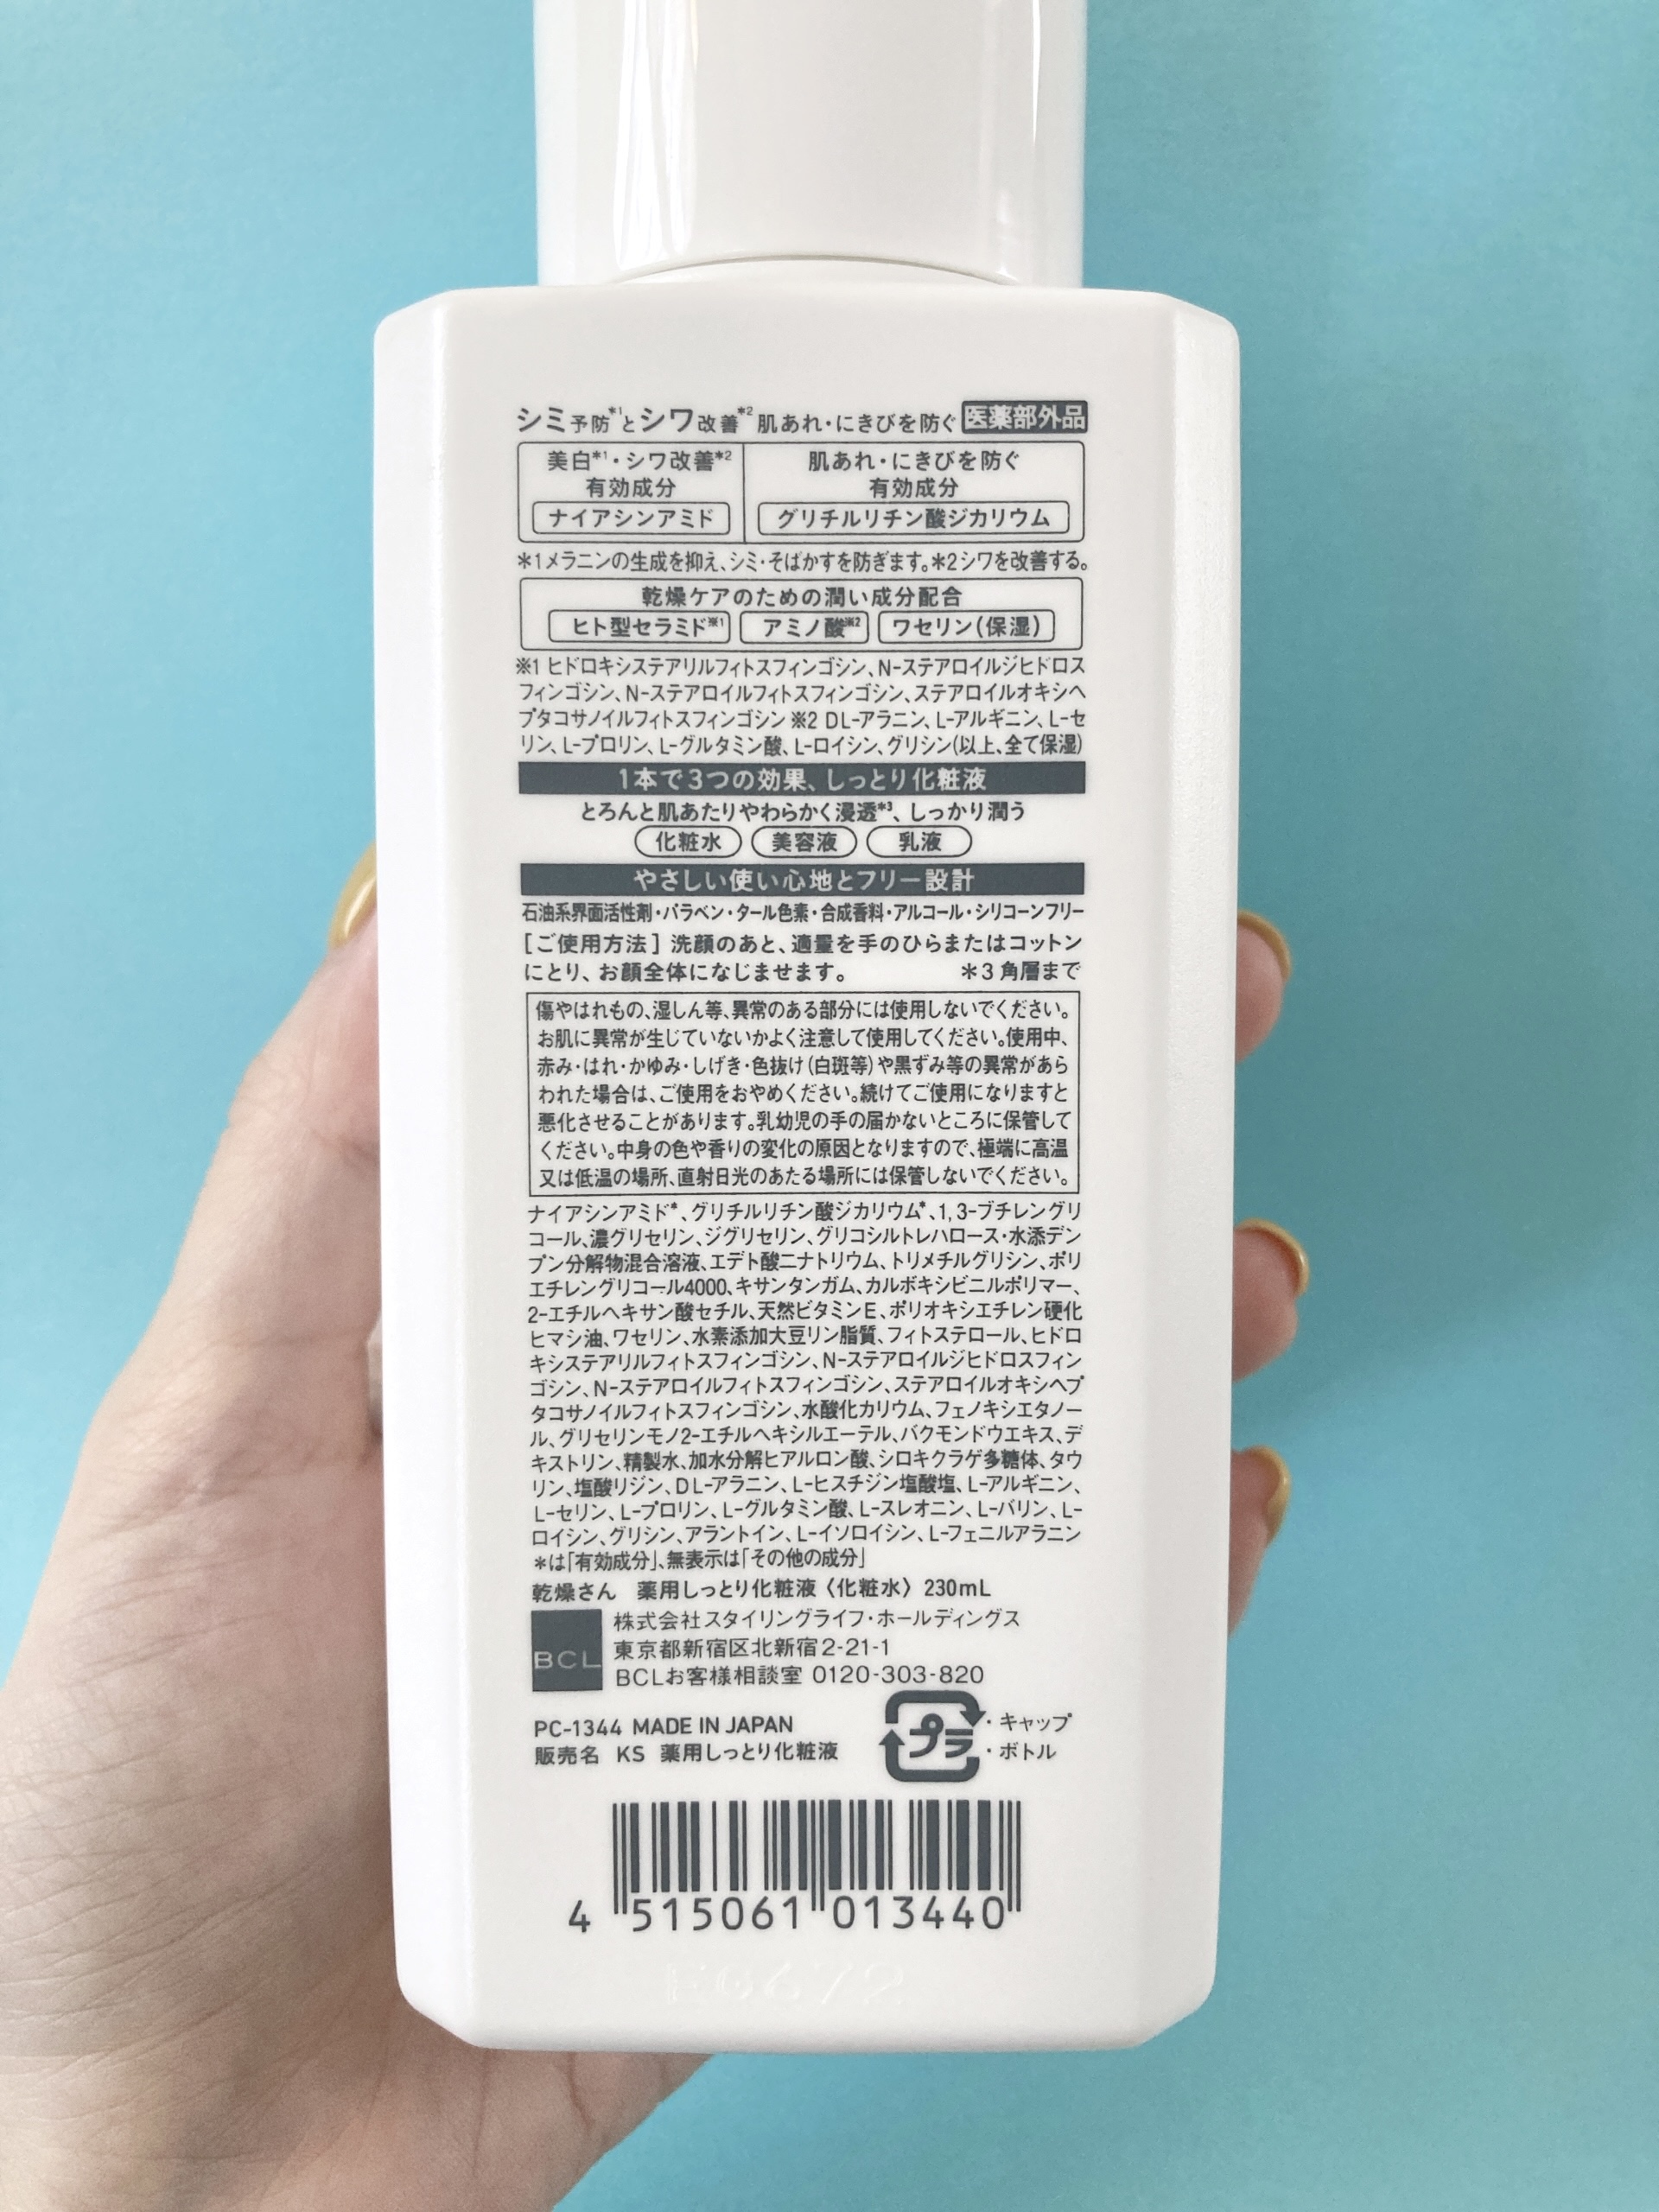 シミ予防*1とシワ改善*2 肌あれ・にきびを防ぐ 医薬部外品
美白*1・シワ改善*2
有効成分
ナイアシンアミド
肌あれ・にきびを防ぐ
有効成分
グリチルリチン酸ジカリウム
*1メラニンの生成を抑え、シミ・そばかすを防ぎます。*2シワを改善する。
乾燥ケアのための潤い成分配合
ヒト型セラミド※1 アミノ酸※2 ワセリン(保湿)
※1 ヒドロキシステアリルフィトスフィンゴシン、N-ステアロイルジヒドロス
フィンゴシン、N-ステアロイルフィトスフィンゴシン、ステアロイルオキシヘ
プタコサノイルフィトスフィンゴシン ※2 DL-アラニン、L-アルギニン、L-セ
リン、L-プロリン、L-グルタミン酸、L-ロイシン、グリシン(以上、全て保湿)
1本で3つの効果、しっとり化粧液
とろんと肌あたりやわらかく浸透*3、しっかり潤う
化粧水 美容液 乳液
やさしい使い心地とフリー設計
石油系界面活性剤・パラベン・タール色素・合成香料・アルコール・シリコーンフリー
[ご使用方法] 洗顔のあと、適量を手のひらまたはコットン
にとり、お顔全体になじませます。 *3 角層まで
傷やはれもの、湿しん等、異常のある部分には使用しないでください。
お肌に異常が生じていないかよく注意して使用してください。使用中、
赤み・はれ・かゆみ・しげき・色抜け(白斑等)や黒ずみ等の異常があら
われた場合は、ご使用をおやめください。続けてご使用になりますと
悪化させることがあります。乳幼児の手の届かないところに保管して
ください。中身の色や香りの変化の原因となりますので、極端に高温
又は低温の場所、直射日光のあたる場所には保管しないでください。
ナイアシンアミド*、グリチルリチン酸ジカリウム*、1,3-ブチレングリ
コール、濃グリセリン、ジグリセリン、グリコシルトレハロース・水添デン
プン分解物混合溶液、エデト酸二ナトリウム、トリメチルグリシン、ポリ
エチレングリコール4000、キサンタンガム、カルボキシビニルポリマー、
2-エチルヘキサン酸セチル、天然ビタミンE、ポリオキシエチレン硬化
ヒマシ油、ワセリン、水素添加大豆リン脂質、フィトステロール、ヒドロ
キシステアリルフィトスフィンゴシン、N-ステアロイルジヒドロスフィン
ゴシン、N-ステアロイルフィトスフィンゴシン、ステアロイルオキシヘプ
タコサノイルフィトスフィンゴシン、水酸化カリウム、フェノキシエタノー
ル、グリセリンモノ2-エチルヘキシルエーテル、バクモンドウエキス、デ
キストリン、精製水、加水分解ヒアルロン酸、シロキクラゲ多糖体、タウ
リン、塩酸リジン、DL-アラニン、L-ヒスチジン塩酸塩、L-アルギニン、
L-セリン、L-プロリン、L-グルタミン酸、L-スレオニン、L-バリン、L-
ロイシン、グリシン、アラントイン、L-イソロイシン、L-フェニルアラニン
*は「有効成分」、無表示は「その他の成分」
乾燥さん 薬用しっとり化粧液〈化粧水〉230mL
BCL
株式会社スタイリングライフ・ホールディングス
東京都新宿区北新宿2-21-1
BCLお客様相談室 0120-303-820
PC-1344 MADE IN JAPAN
販売名 KS 薬用しっとり化粧液
プラ
・キャップ
・ボトル
4 515061 013440